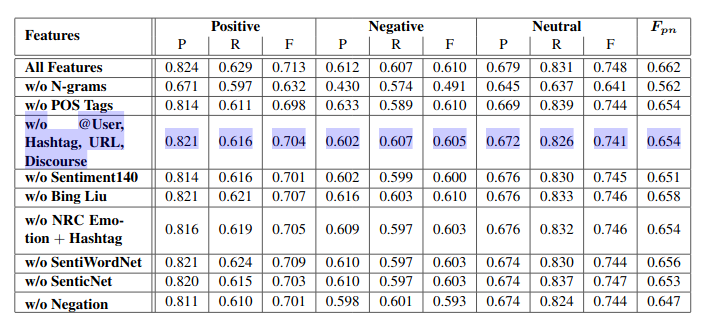 Features Positive Negative Neutral Fpn
P R F P R F P R F
All Features 0.824 0.629 0.713 0.612 0.607 0.610 0.679 0.831 0.748 0.662
w/o N-grams 0.671 0.597 0.632 0.430 0.574 0.491 0.645 0.637 0.641 0.562
w/o POS Tags 0.814 0.611 0.698 0.633 0.589 0.610 0.669 0.839 0.744 0.654
w/o @User,
Hashtag, URL, 0.821 0.616 0.704 0.602 0.607 0.605 0.672 0.826 0.741 0.654
Discourse
w/o Sentiment140 0.814 0.616 0.701 0.602 0.599 0.600 0.676 0.830 0.745 0.651
w/o Bing Liu 0.821 0.621 0.707 0.616 0.603 0.610 0.676 0.833 0.746 0.658
w/o NRC Emo-
tion + Hashtag 0.816 0.619 0.705 0.609 0.597 0.603 0.676 0.832 0.746 0.654
w/o SentiWordNet 0.821 0.624 0.709 0.610 0.597 0.603 0.674 0.830 0.744 0.656
w/o SenticNet 0.820 0.615 0.703 0.610 0.597 0.603 0.674 0.837 0.747 0.653
w/o Negation 0.811 0.610 0.701 0.598 0.601 0.593 0.674 0.824 0.744 0.647